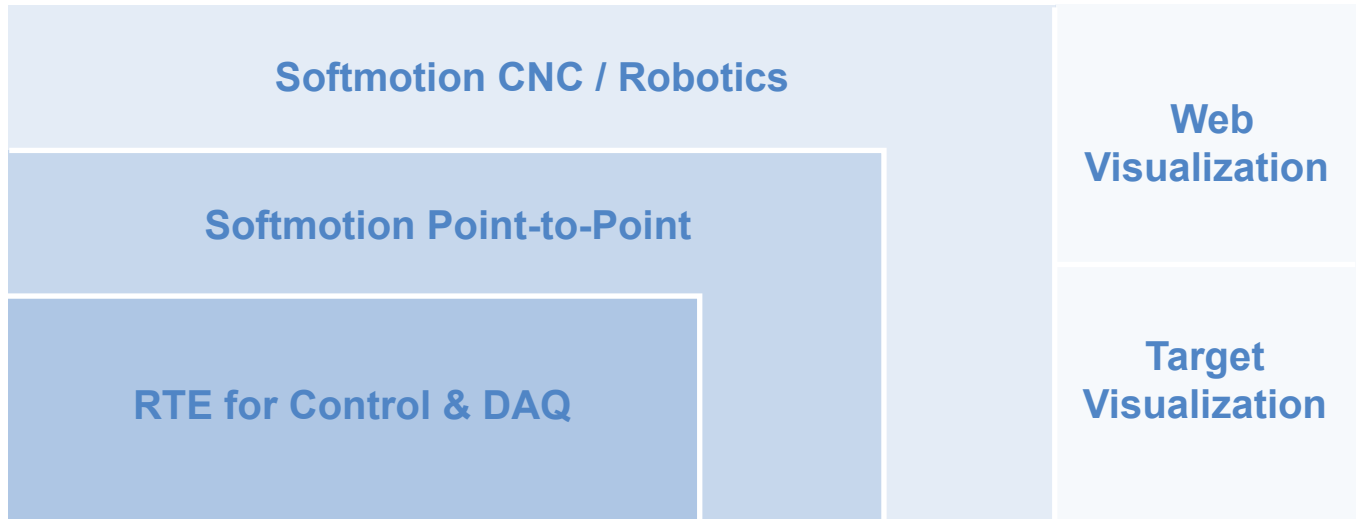 Softmotion CNC / Robotics
Softmotion Point-to-Point
RTE for Control & DAQ
Web
Visualization
Target
Visualization